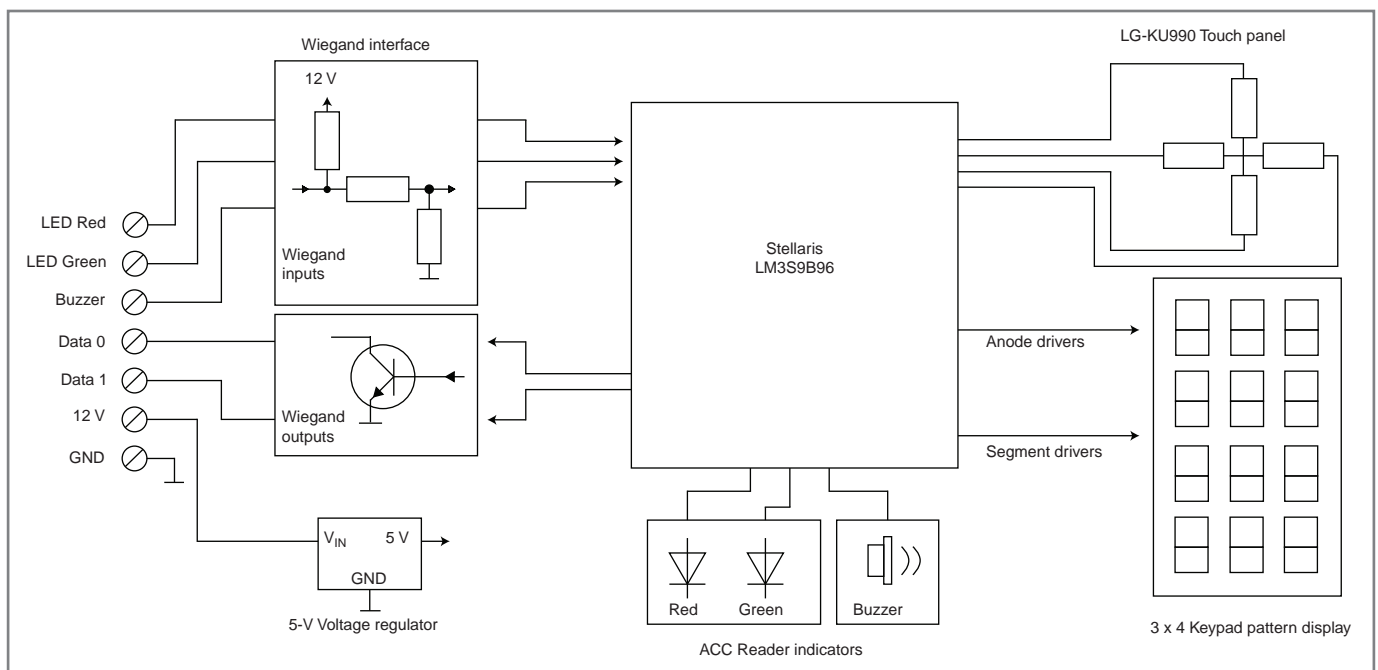 Wiegand interface
LG-KU990 Touch panel
12 V
LED Red
LED Green
Buzzer
Data 0
Data 1
12 V
GND
Wiegand
inputs
Wiegand
outputs
Stellaris
LM3S9B96
Anode drivers
Segment drivers
VIN
5 V
GND
5-V Voltage regulator
Red
Green
Buzzer
ACC Reader indicators
3 x 4 Keypad pattern display